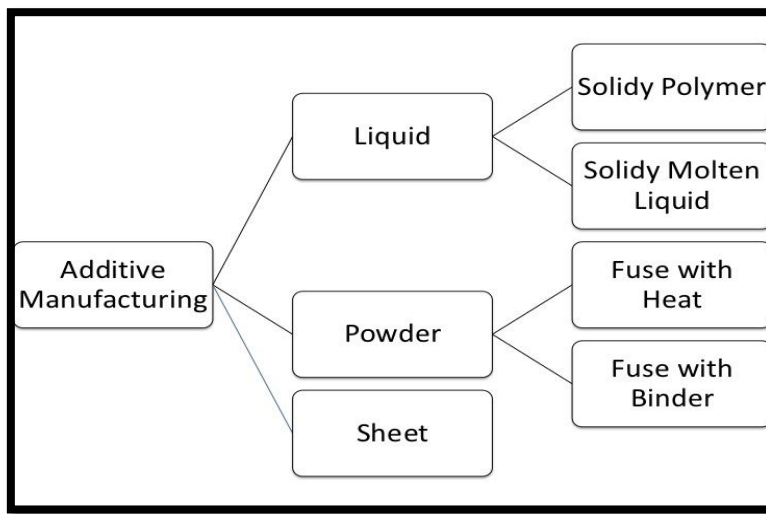 Additive
Manufacturing
Liquid
Powder
Sheet
Solidy Polymer
Solidy Molten
Liquid
Fuse with
Heat
Fuse with
Binder